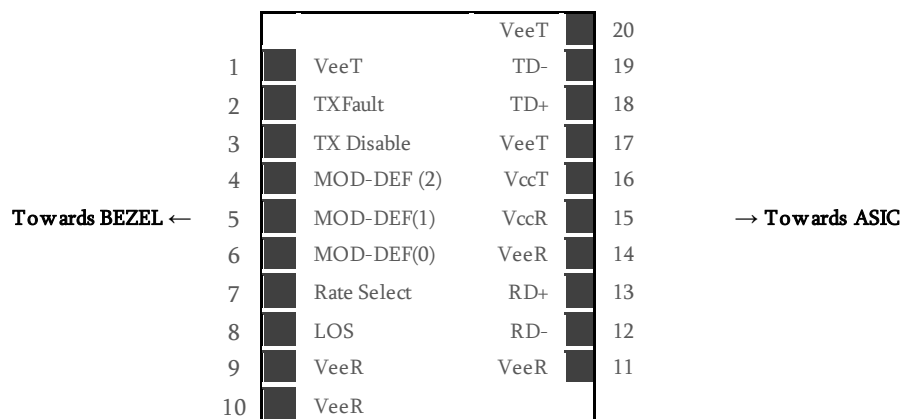 VeeT 20
1 VeeT TD- 19
2 TXFault TD+ 18
3 TX Disable VeeT 17
4 MOD-DEF (2) VccT 16
Towards BEZEL ← 5 MOD-DEF(1) VccR 15 → Towards ASIC
6 MOD-DEF(0) VeeR 14
7 Rate Select RD+ 13
8 LOS RD- 12
9 VeeR VeeR 11
10 VeeR